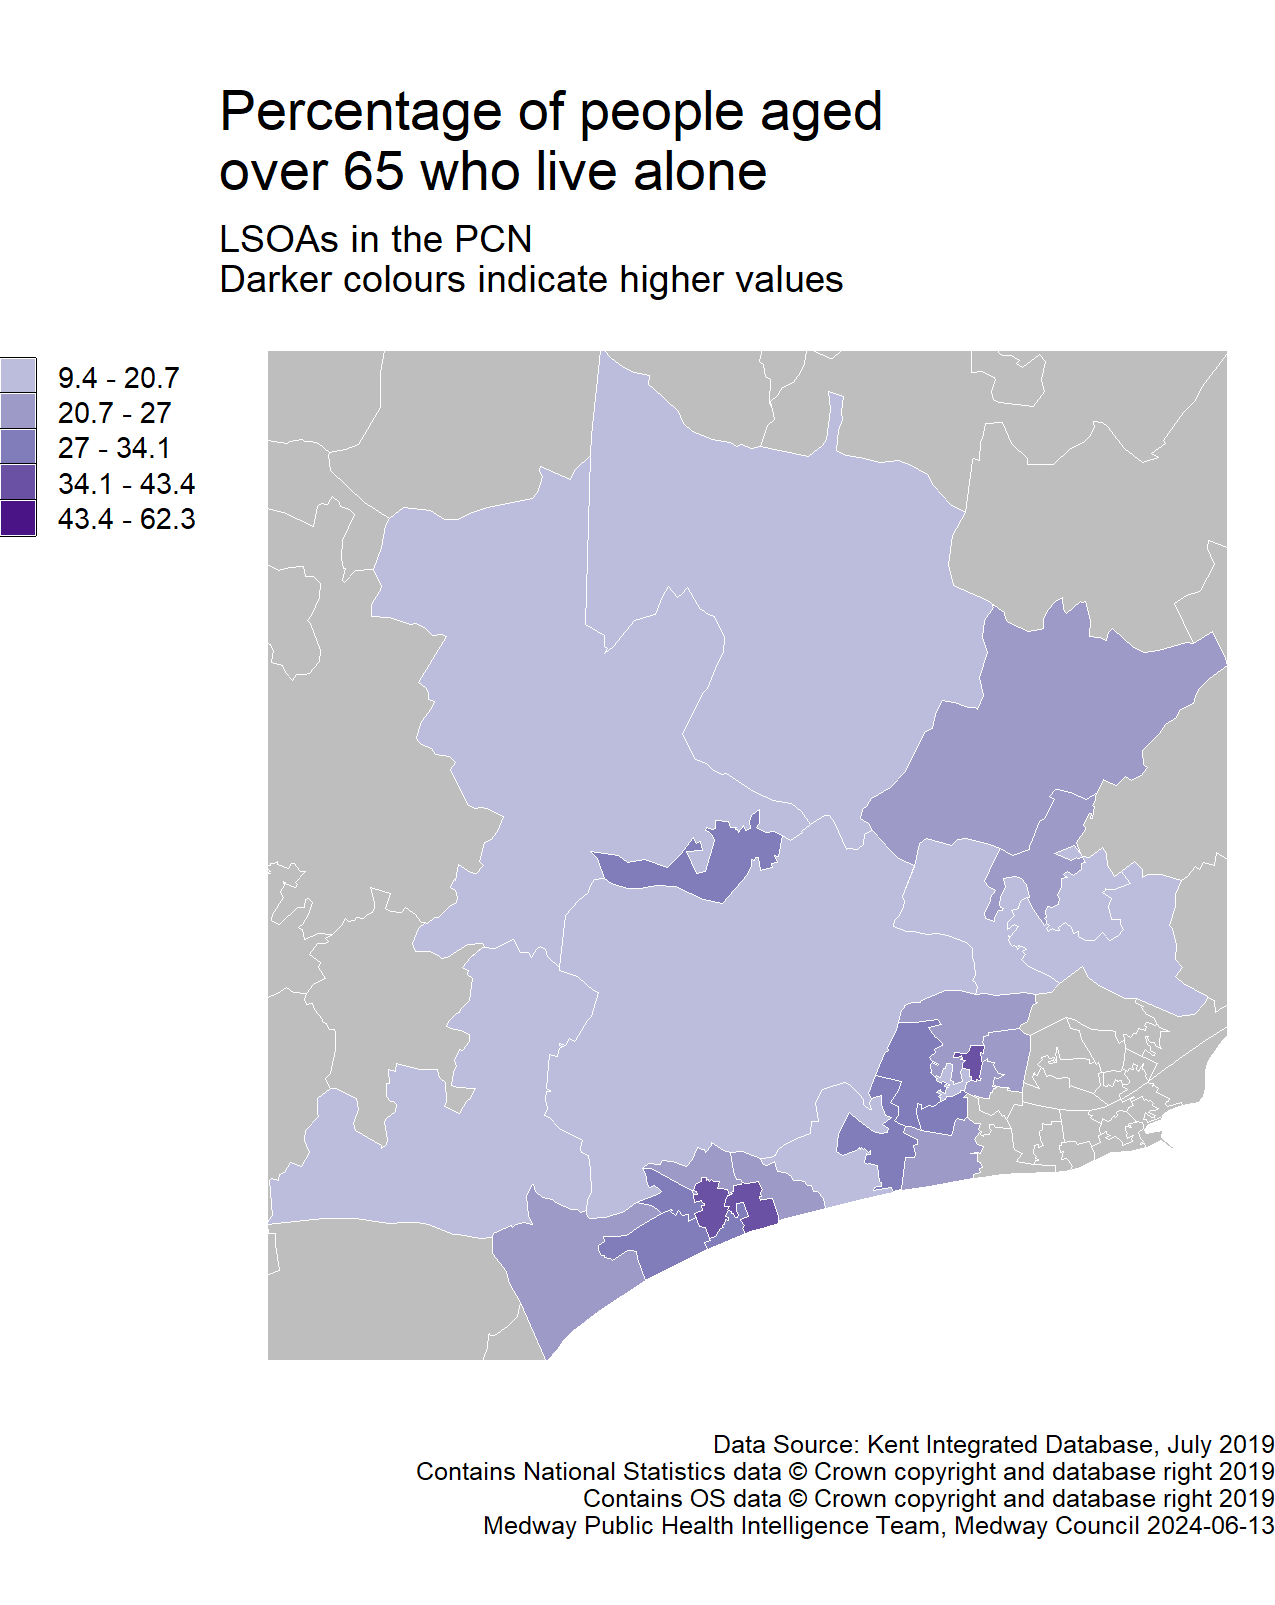 Percentage of people aged
over 65 who live alone
LSOAs in the PCN
Darker colours indicate higher values
9.4 - 20.7
20.7 - 27
27 - 34.1
34.1 - 43.4
43.4 - 62.3
Data Source: Kent Integrated Database, July 2019
Contains National Statistics data © Crown copyright and database right 2019
Contains OS data © Crown copyright and database right 2019
Medway Public Health Intelligence Team, Medway Council 2024-06-13